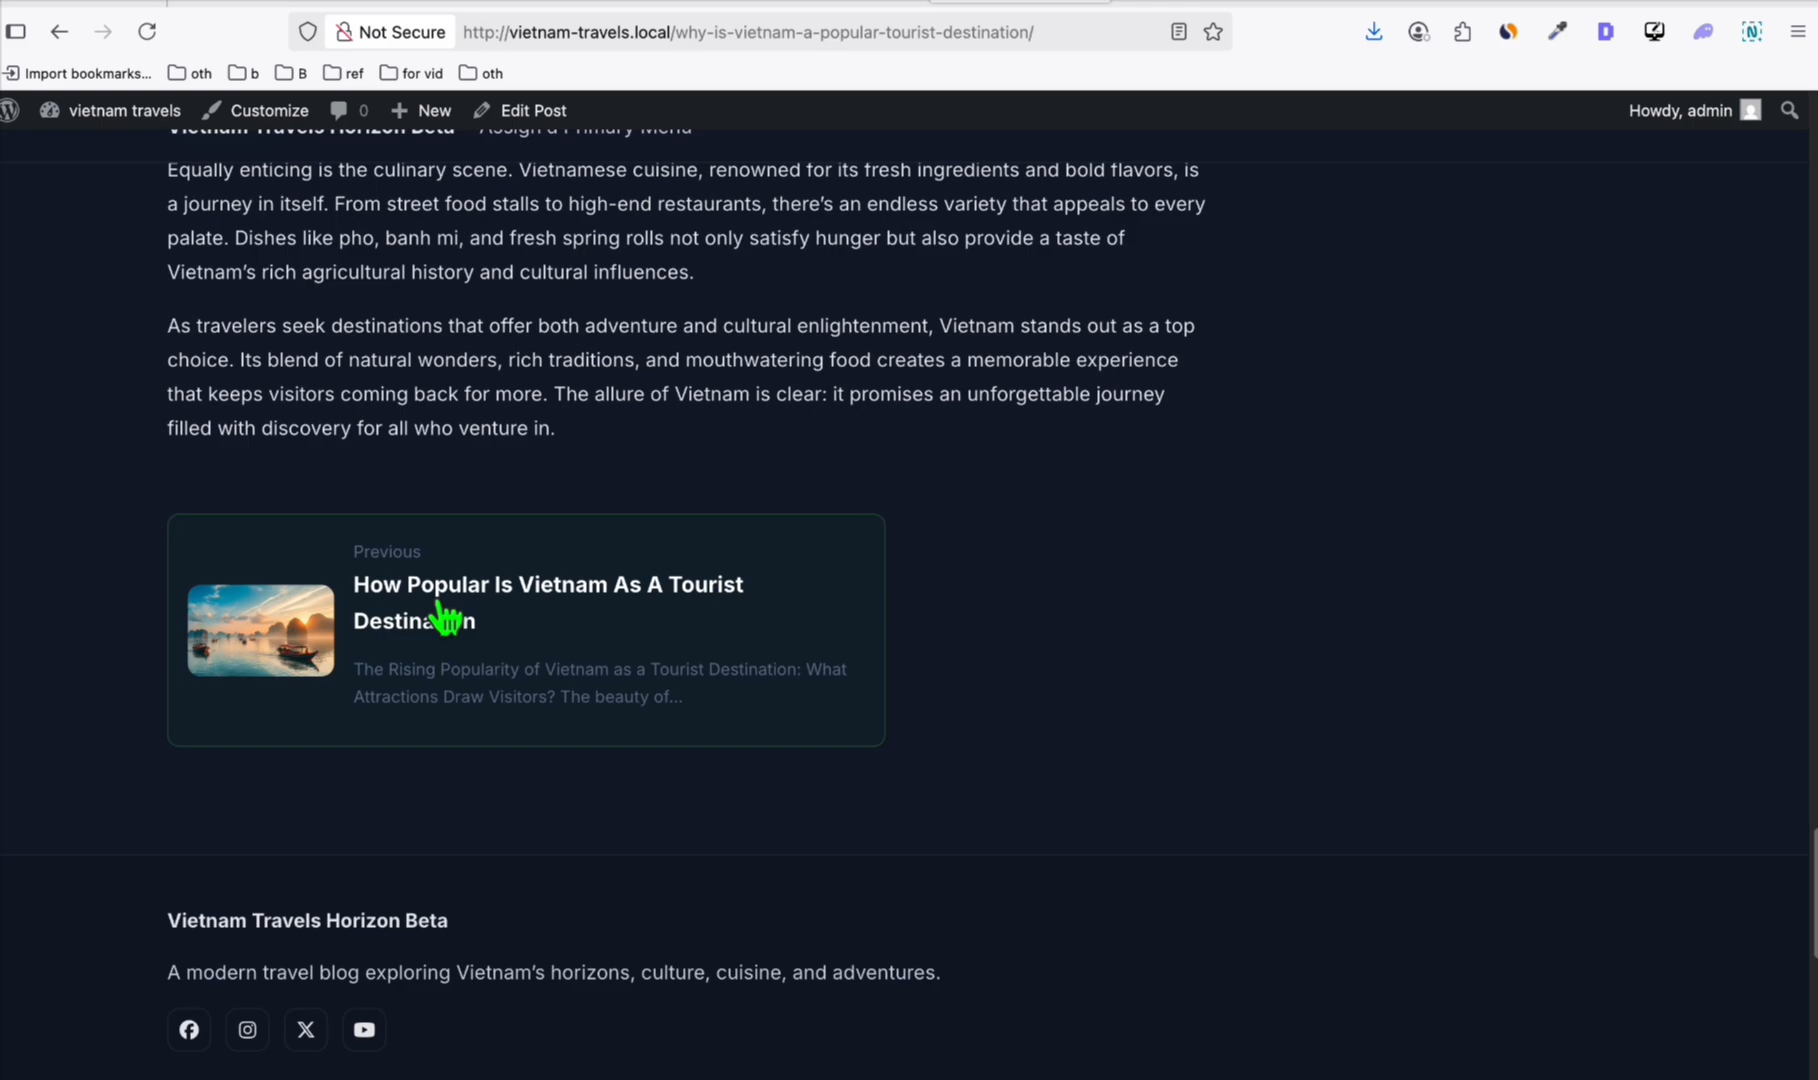 Not Secure http://vietnam-travels.local/why-is-vietnam-a-popular-tourist-destination/
Import bookmarks... oth b B ref for vid oth
vietnam travels Customize 0 New Edit Post Howdy, admin
Vietnam Travels Horizon Beta Assign a Primary Menu
Equally enticing is the culinary scene. Vietnamese cuisine, renowned for its fresh ingredients and bold flavors, is
a journey in itself. From street food stalls to high-end restaurants, there's an endless variety that appeals to every
palate. Dishes like pho, banh mi, and fresh spring rolls not only satisfy hunger but also provide a taste of
Vietnam's rich agricultural history and cultural influences.
As travelers seek destinations that offer both adventure and cultural enlightenment, Vietnam stands out as a top
choice. Its blend of natural wonders, rich traditions, and mouthwatering food creates a memorable experience
that keeps visitors coming back for more. The allure of Vietnam is clear: it promises an unforgettable journey
filled with discovery for all who venture in.
Previous
How Popular Is Vietnam As A Tourist
Destination
The Rising Popularity of Vietnam as a Tourist Destination: What
Attractions Draw Visitors? The beauty of...
Vietnam Travels Horizon Beta
A modern travel blog exploring Vietnam's horizons, culture, cuisine, and adventures.